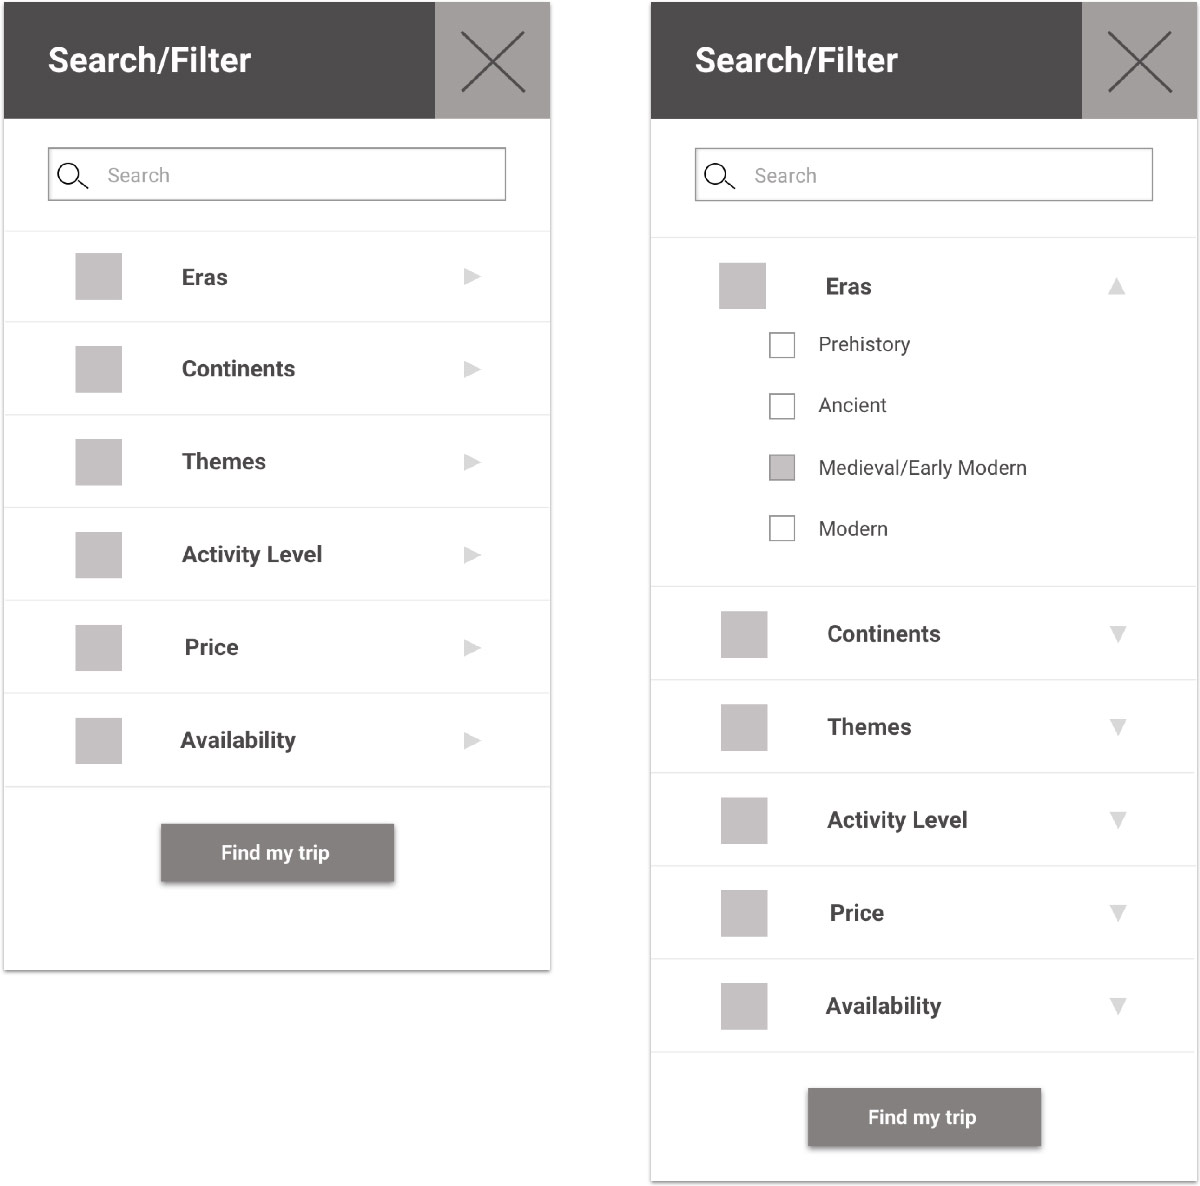 Search/Filter
Search
Eras
Continents
Themes
Activity Level
Price
Availability
Find my trip
Search/Filter
Search
Eras
Prehistory
Ancient
Medieval/Early Modern
Modern
Continents
Themes
Activity Level
Price
Availability
Find my trip